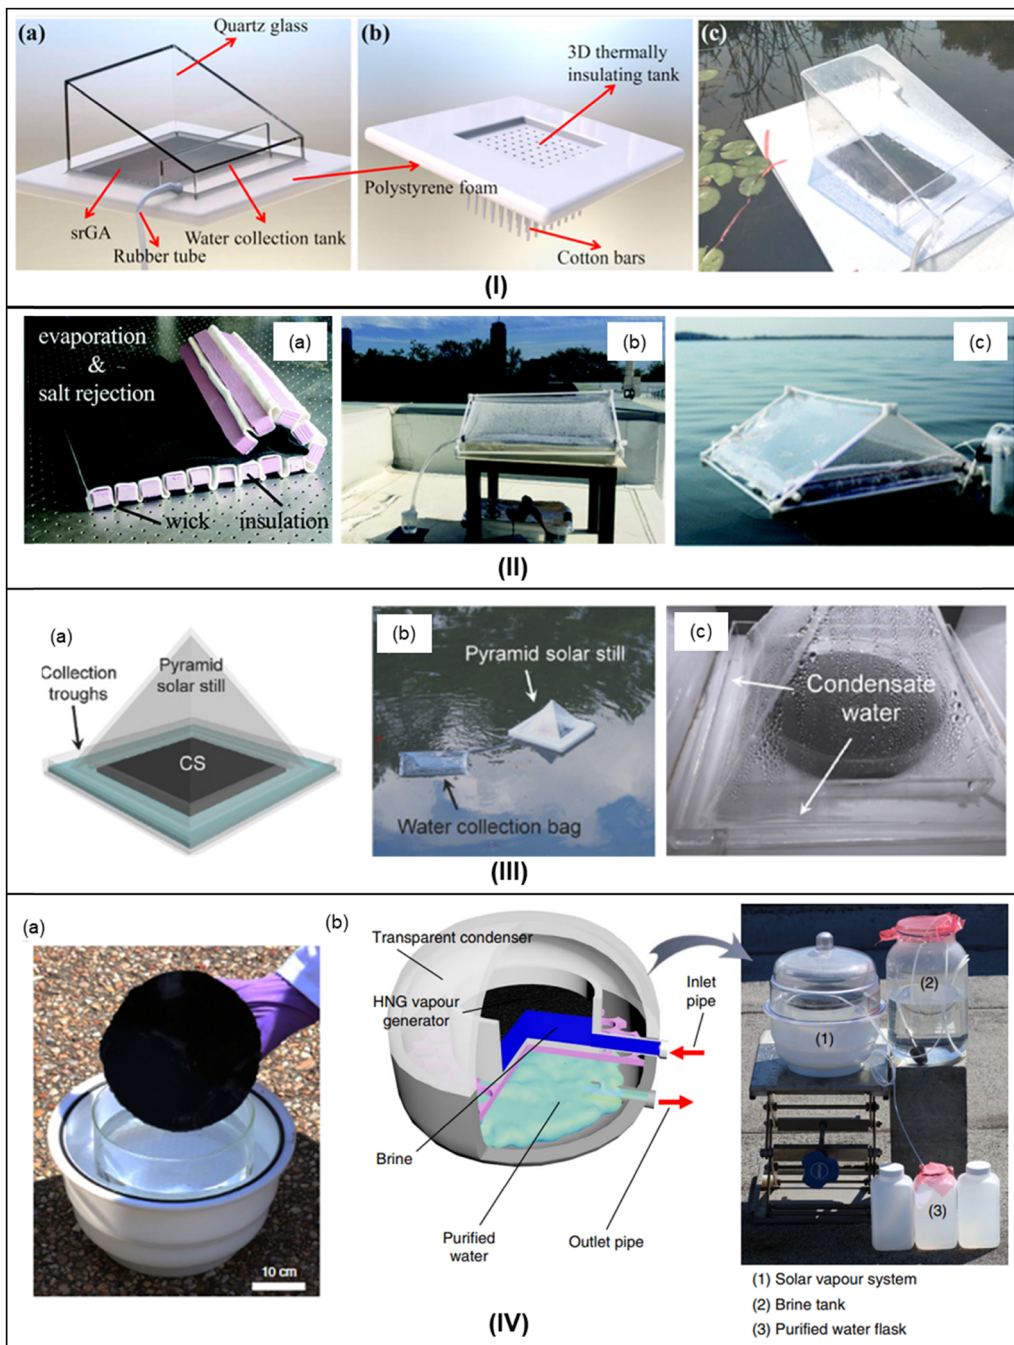 (a)
Quartz glass
srGA
Rubber tube
Water collection tank
Polystyrene foam
(b)
3D thermally
insulating tank
Cotton bars
(c)
(I)
evaporation
&
salt rejection
(a)
wick
insulation
(b)
(c)
(II)
(a)
Collection
troughs
Pyramid
solar still
CS
(b)
Pyramid solar still
Water collection bag
(c)
Condensate
water
(III)
(a)
10 cm
(b)
Transparent condenser
HNG vapour
generator
Inlet
pipe
Brine
Purified
water
Outlet pipe
(1)
(2)
(3)
(1) Solar vapour system
(2) Brine tank
(3) Purified water flask
(IV)